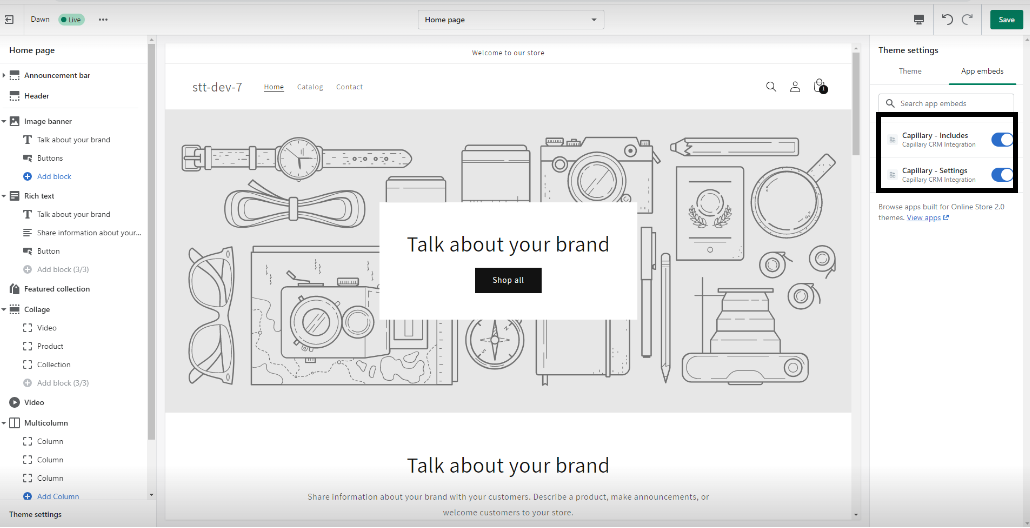 Dawn
Live
Home page
Save
Home page
Announcement bar
Header
Image banner
Talk about your brand
Buttons
Add block
Rich text
Talk about your brand
Share information about your...
Button
Add block (3/3)
Featured collection
Collage
Video
Product
Collection
Add block (3/3)
Video
Multicolumn
Column
Column
Column
Add Column
Theme settings
Welcome to our store
stt-dev-7
Home
Catalog
Contact
1
Talk about your brand
Shop all
Talk about your brand
Share information about your brand with your customers. Describe a product, make announcements, or
welcome customers to your store.
Theme settings
Theme
App embeds
Search app embeds
Capillary - Includes
Capillary CRM Integration
Capillary - Settings
Capillary CRM Integration
Browse apps built for Online Store 2.0
themes. View apps